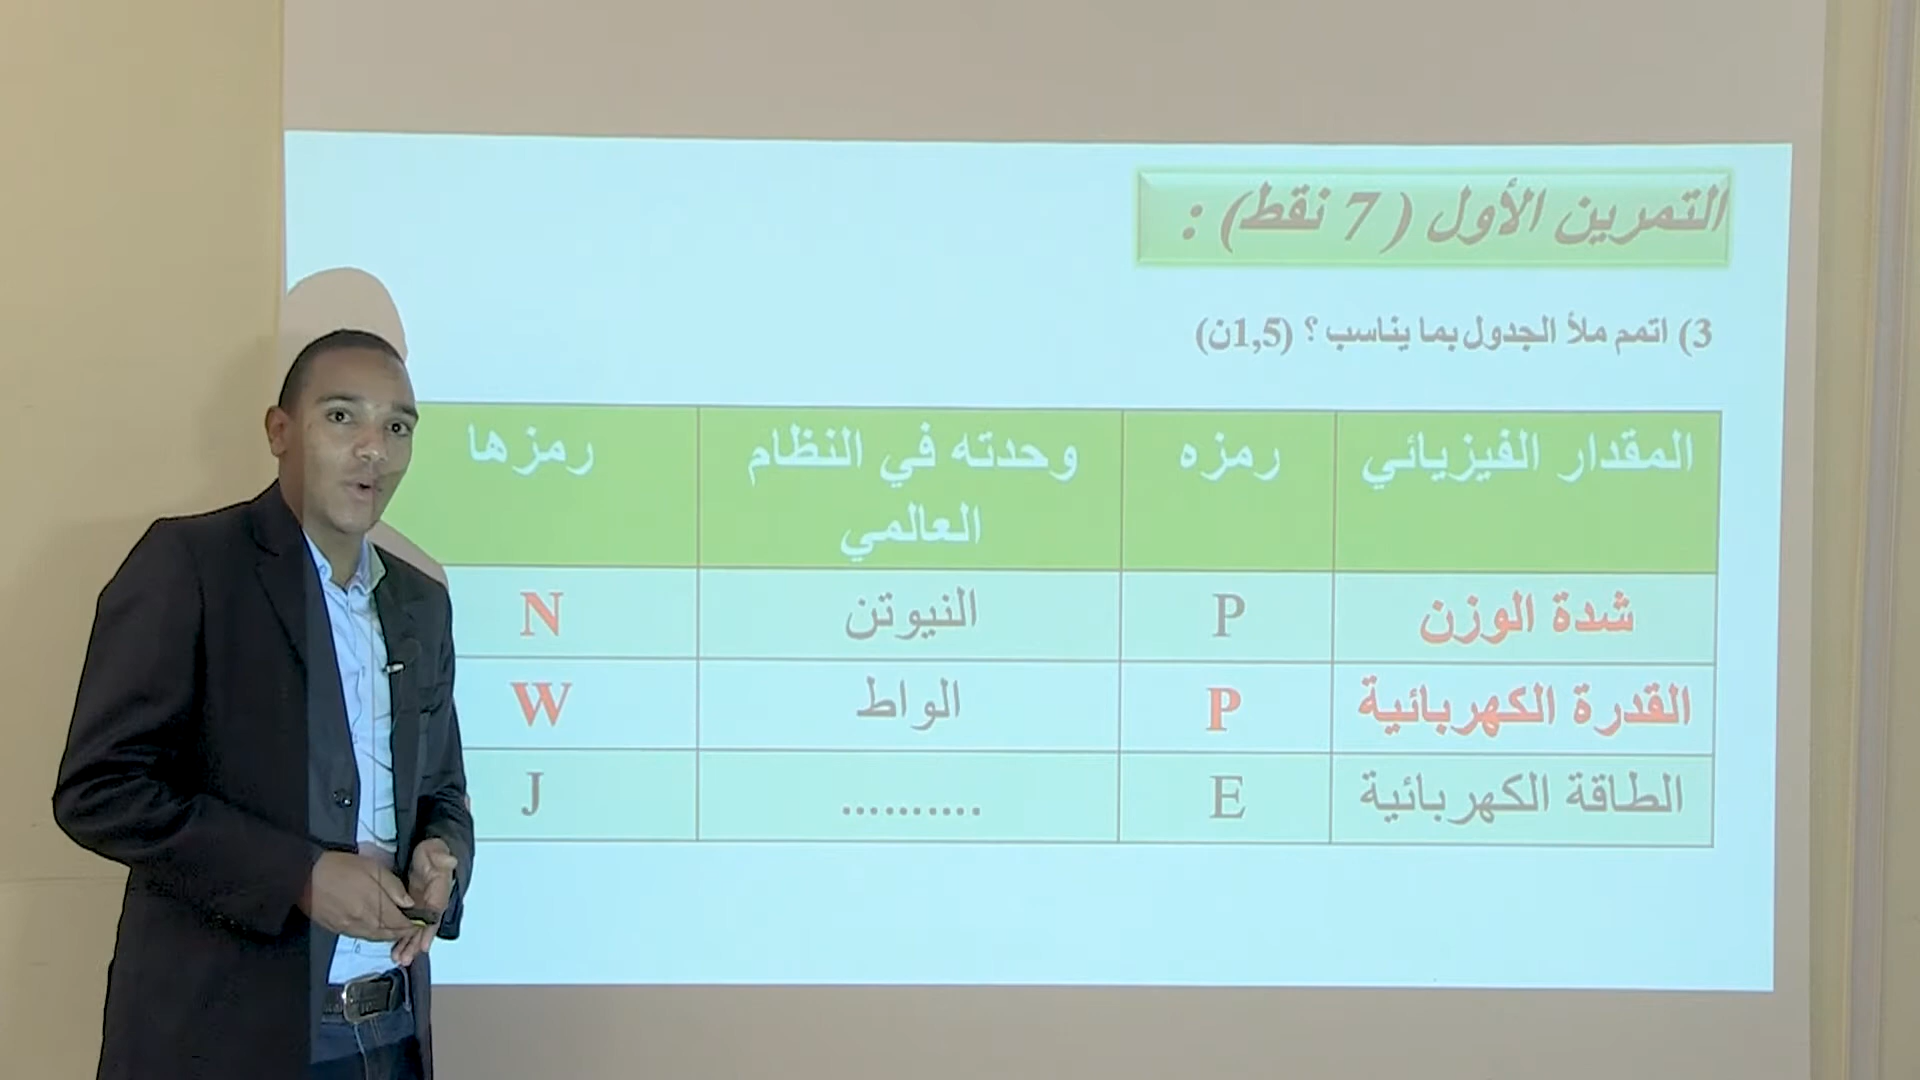 التمرين الأول ( 7 نقط) :
3) اتمم ملأ الجدول بما يناسب ؟ (1,5ن)
المقدار الفيزيائي رمزه وحدته في النظام العالمي رمزها
شدة الوزن P النيوتن N
القدرة الكهربائية P الواط W
الطاقة الكهربائية E .......... J